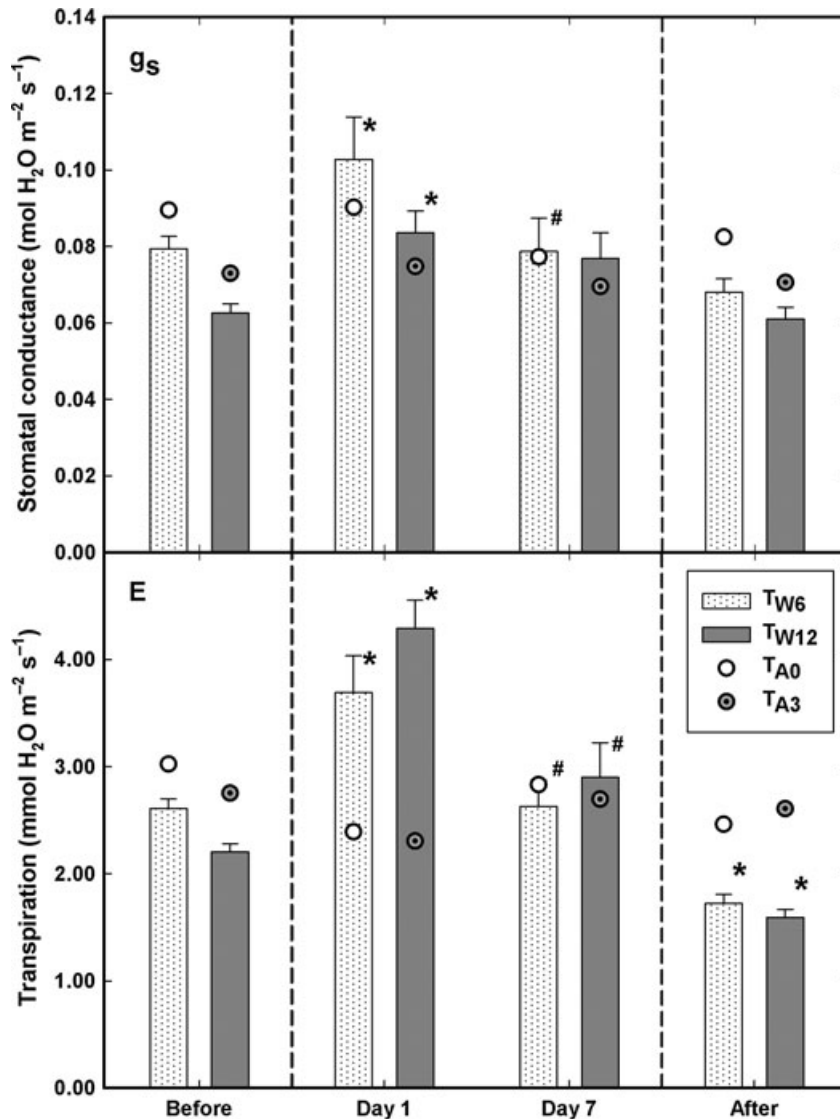 0.14
gs
0.12
*
0.10
*
#
0.08
0.06
0.04
0.02
0.00
Stomatal conductance (mol H₂O m⁻² s⁻¹)
E
*
TW6
TW12
TA0
TA3
4.00
*
3.00
#
#
2.00
*
*
1.00
0.00
Transpiration (mmol H₂O m⁻² s⁻¹)
Before Day 1 Day 7 After